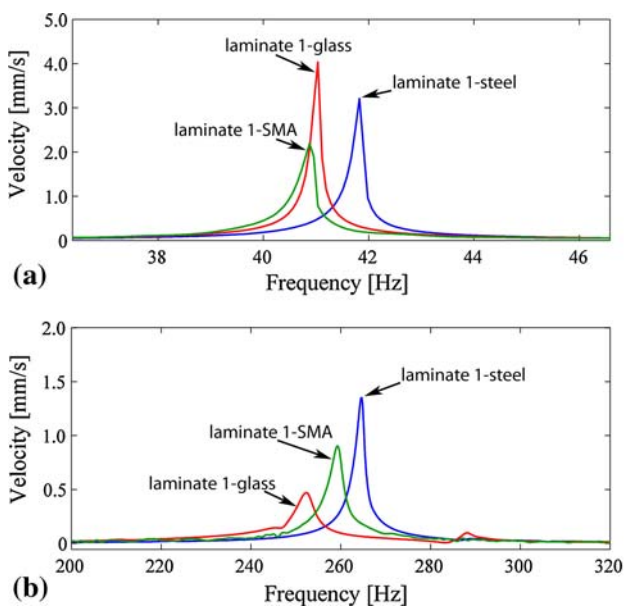 5.0
4.0
3.0
2.0
1.0
0
Velocity [mm/s]
laminate 1-glass
laminate 1-steel
laminate 1-SMA
38
40
42
44
46
(a)
Frequency [Hz]
2.0
1.5
1.0
0.5
0
Velocity [mm/s]
laminate 1-steel
laminate 1-SMA
laminate 1-glass
200
220
240
260
280
300
320
(b)
Frequency [Hz]